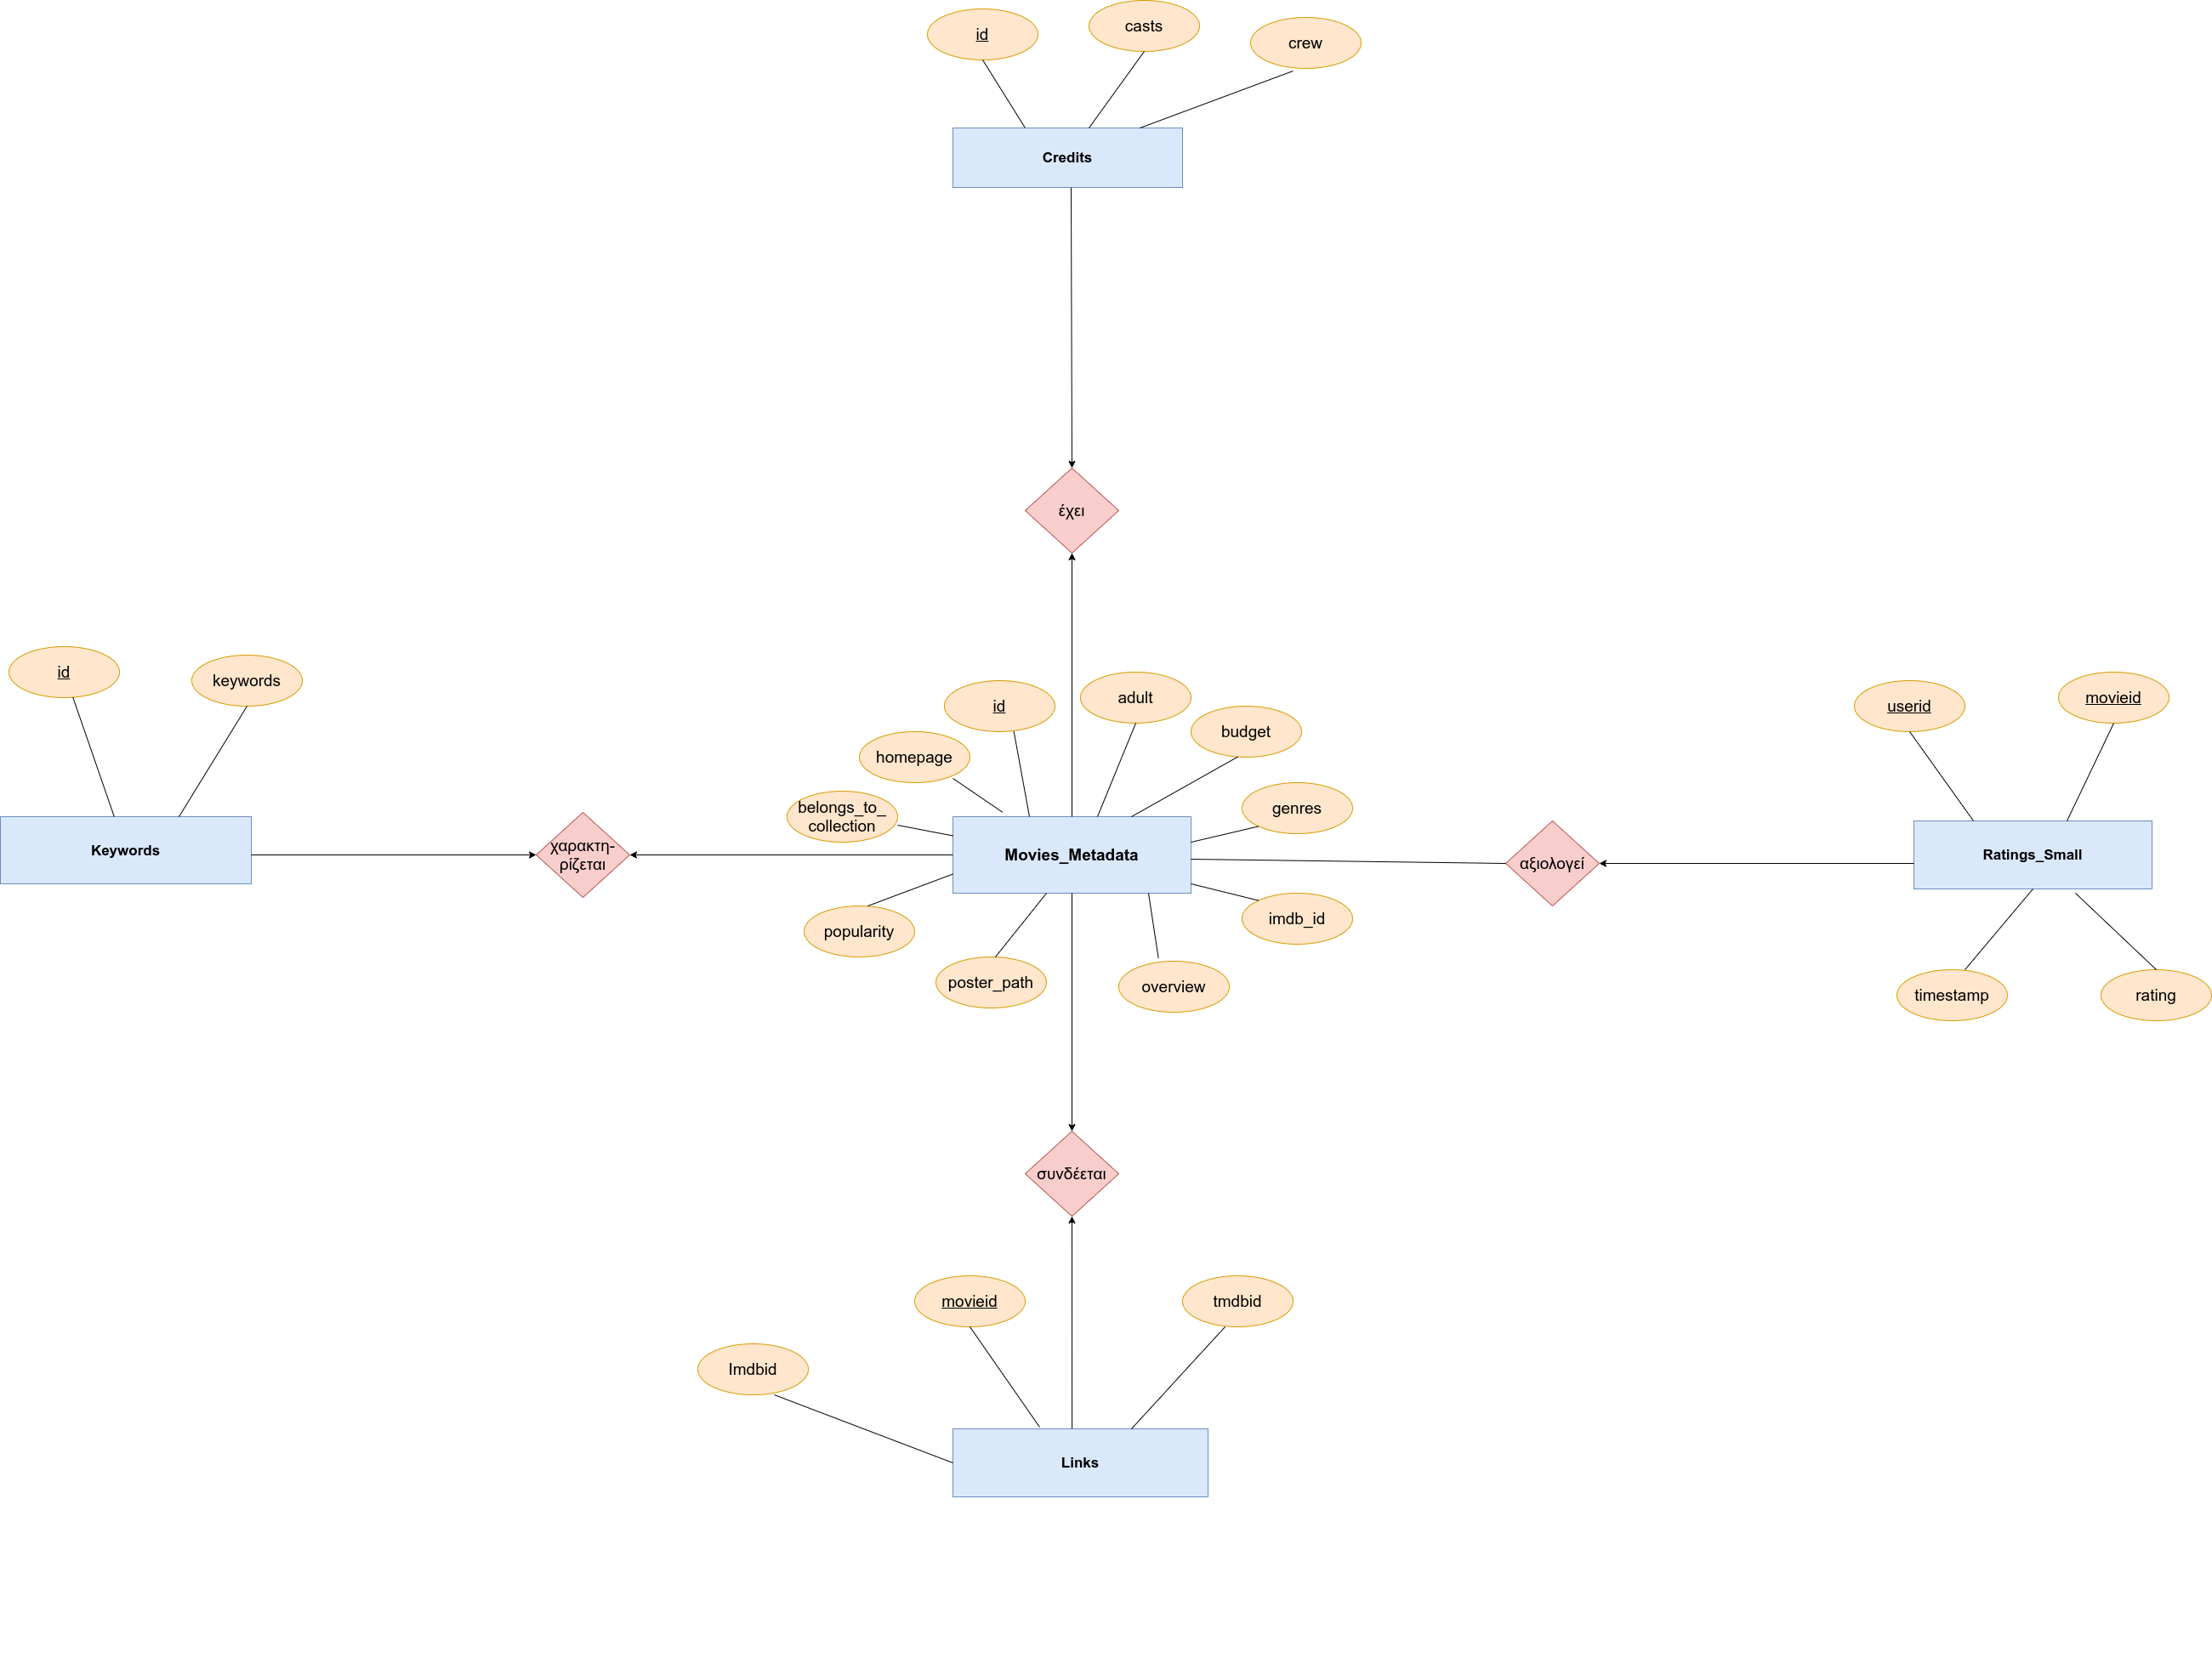 id
casts
crew
Credits
έχει
id
keywords
Keywords
χαρακτη-
ρίζεται
id
adult
budget
homepage
belongs_to_
collection
genres
Movies_Metadata
imdb_id
popularity
poster_path
overview
αξιολογεί
userid
movieid
Ratings_Small
timestamp
rating
συνδέεται
movieid
tmdbid
Imdbid
Links